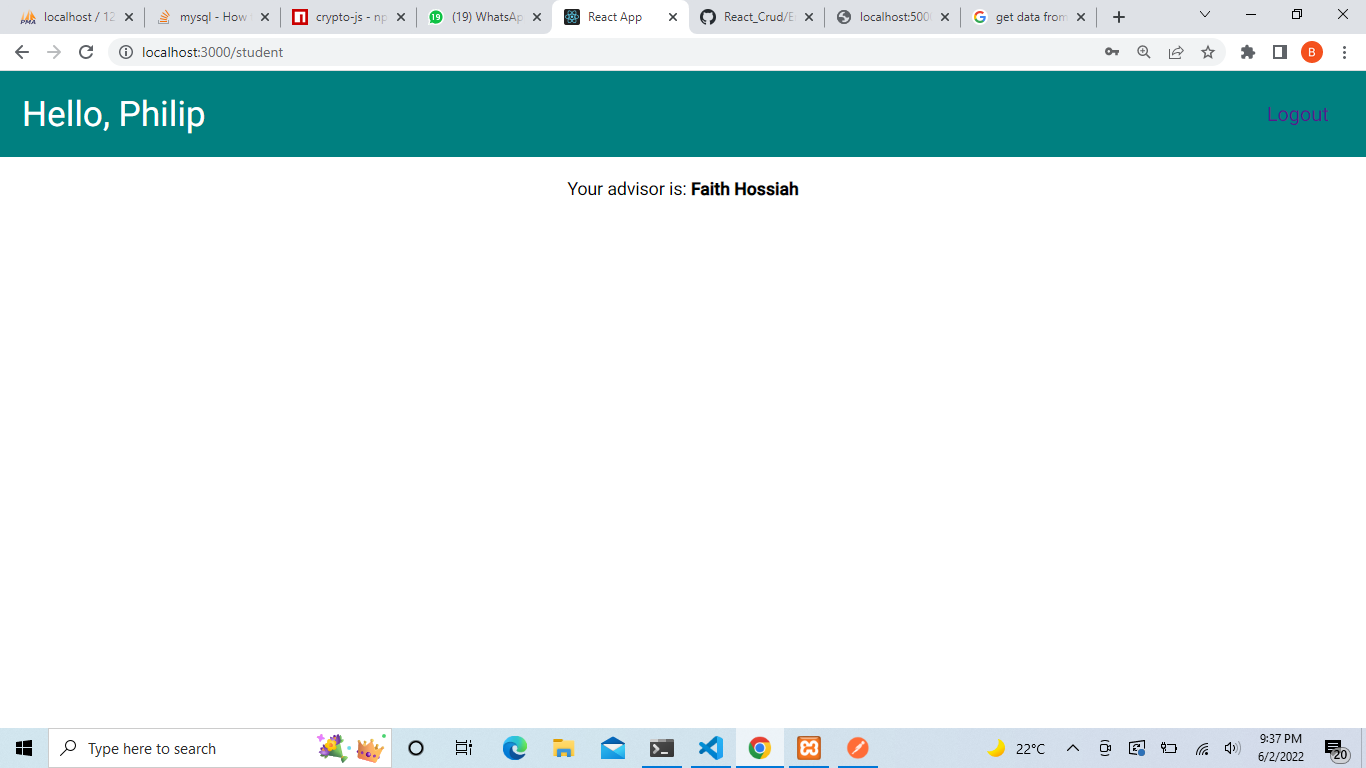 localhost / 12
mysql - How
crypto-js - np
(19) WhatsAp
React App
React_Crud/E
localhost:500
get data from
localhost:3000/student
B
Hello, Philip
Logout
Your advisor is: Faith Hossiah
Type here to search
22°C
9:37 PM
6/2/2022
20